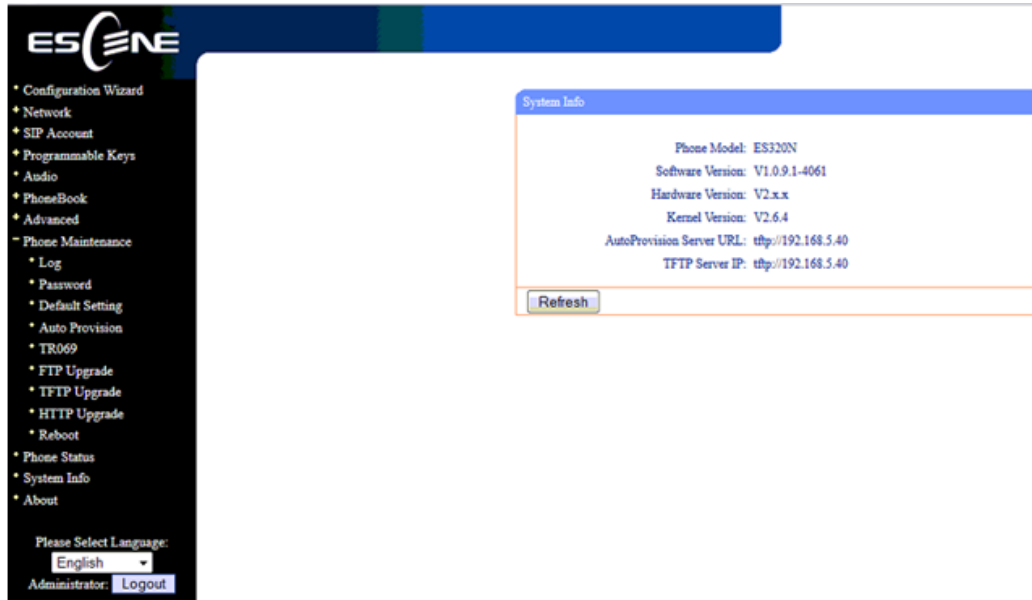 ESCENE
Configuration Wizard
Network
SIP Account
Programmable Keys
Audio
PhoneBook
Advanced
Phone Maintenance
Log
Password
Default Setting
Auto Provision
TR069
FTP Upgrade
TFTP Upgrade
HTTP Upgrade
Reboot
Phone Status
System Info
About
Please Select Language:
English
Administrator: Logout
System Info
Phone Model: ES320N
Software Version: V1.0.9.1-4061
Hardware Version: V2.x.x
Kernel Version: V2.6.4
AutoProvision Server URL: tftp://192.168.5.40
TFTP Server IP: tftp://192.168.5.40
Refresh